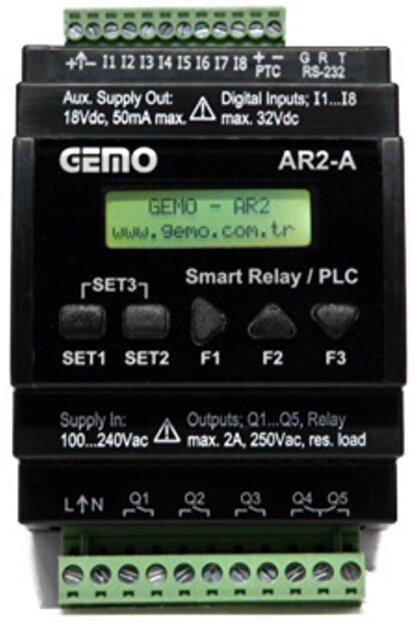 + - I1 I2 I3 I4 I5 I6 I7 I8 + - G R T
PTC RS-232
Aux. Supply Out: Digital Inputs; I1...I8
18Vdc, 50mA max. max. 32Vdc
GEMO AR2-A
GEMO - AR2
www.gemo.com.tr
Smart Relay / PLC
SET3
SET1 SET2 F1 F2 F3
Supply In: Outputs; Q1...Q5, Relay
100...240Vac max. 2A, 250Vac, res. load
L N Q1 Q2 Q3 Q4 Q5